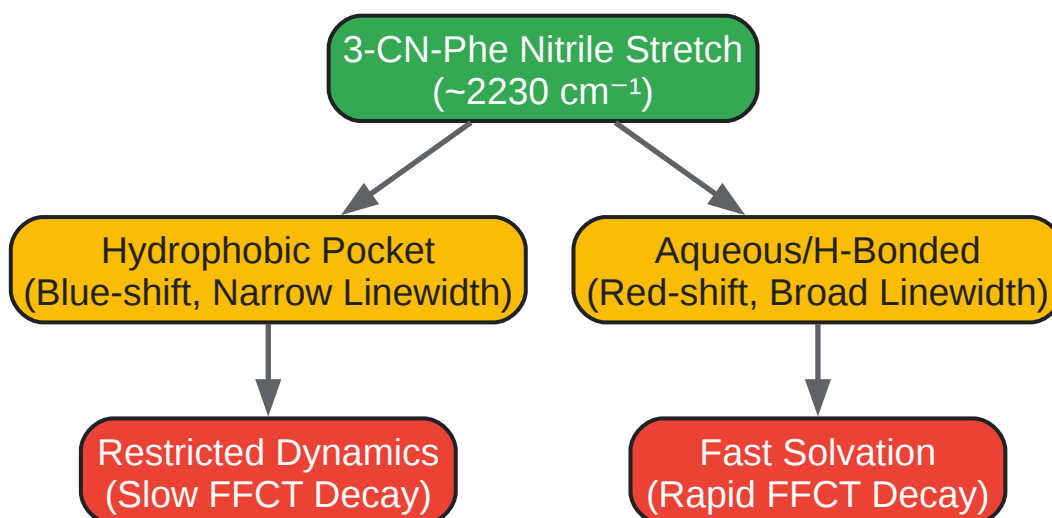 3-CN-Phe Nitrile Stretch
(~2230 cm⁻¹)
Hydrophobic Pocket
(Blue-shift, Narrow Linewidth)
Aqueous/H-Bonded
(Red-shift, Broad Linewidth)
Restricted Dynamics
(Slow FFCT Decay)
Fast Solvation
(Rapid FFCT Decay)